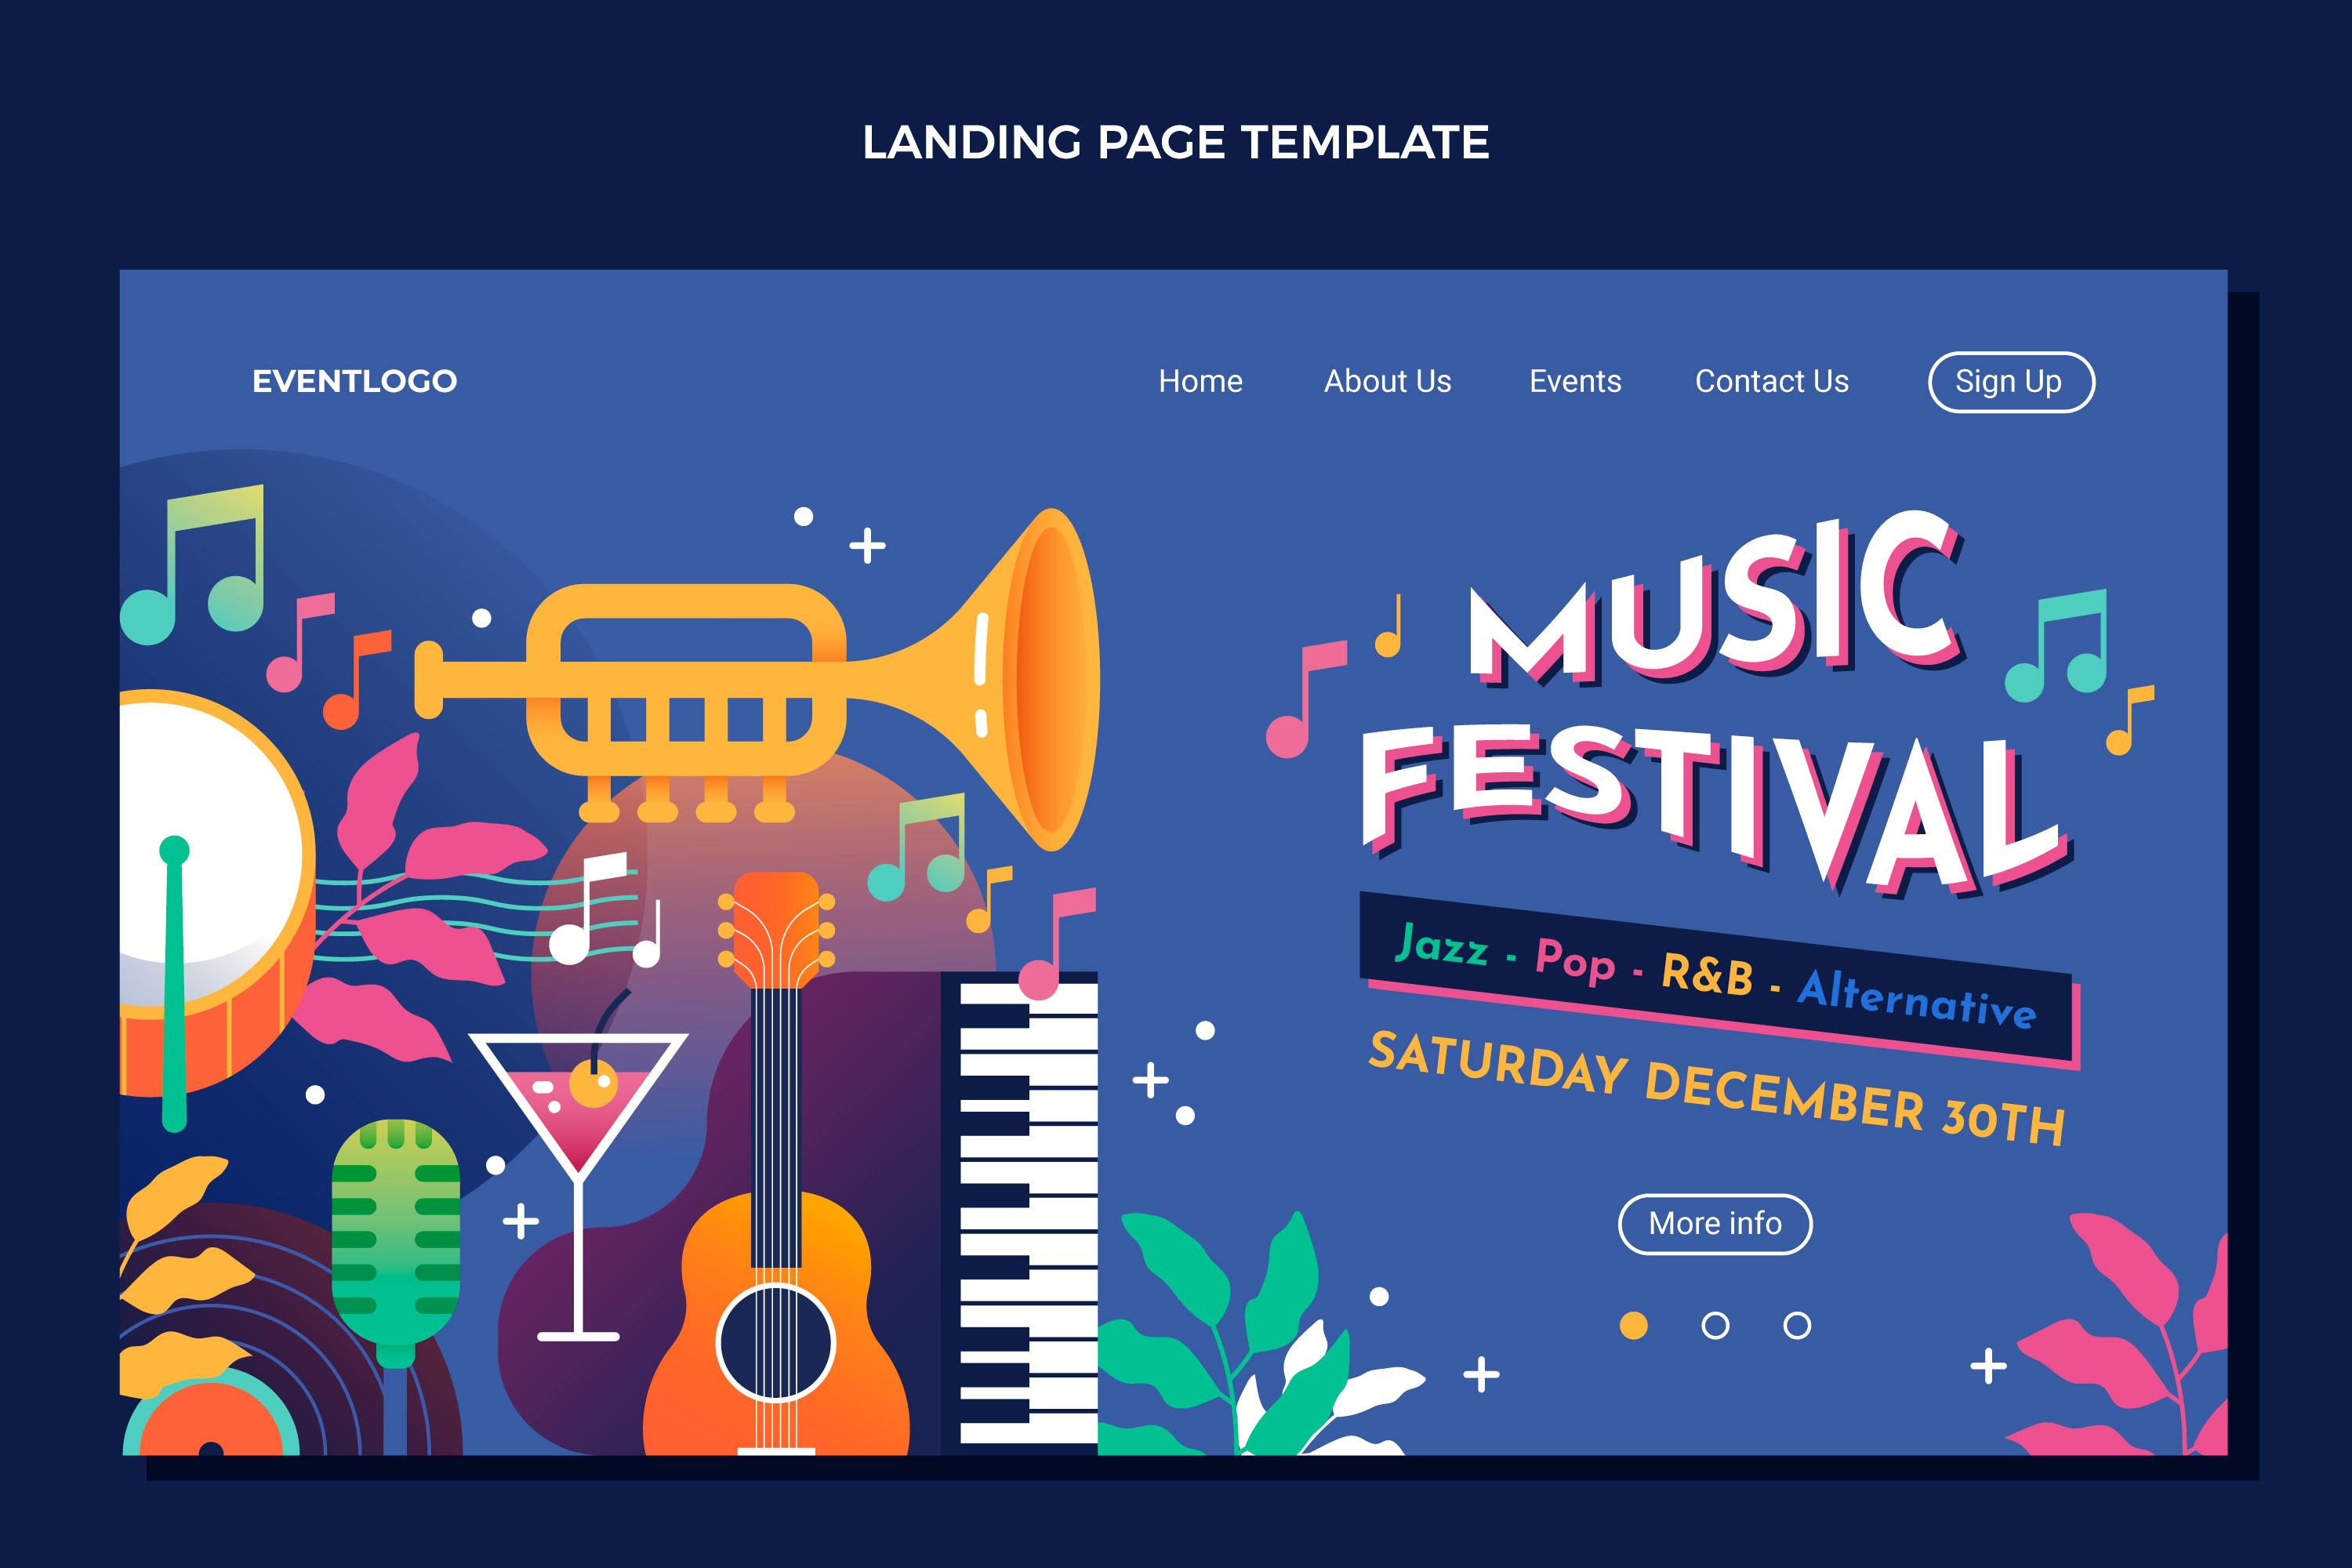 LANDING PAGE TEMPLATE
EVENTLOGO
Home
About Us
Events
Contact Us
Sign Up
MUSIC
FESTIVAL
Jazz - Pop - R&B - Alternative
SATURDAY DECEMBER 30TH
More info